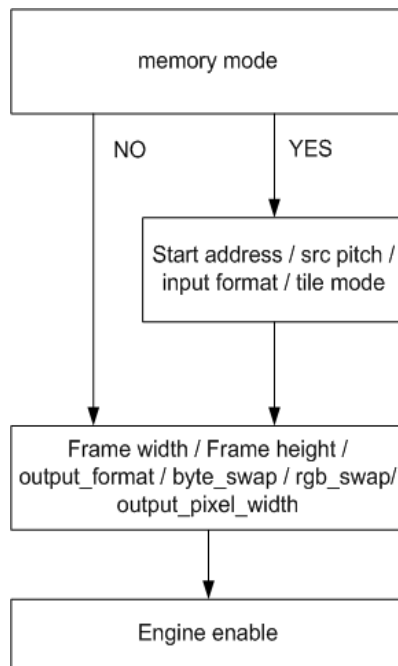 memory mode
NO
YES
Start address / src pitch /
input format / tile mode
Frame width / Frame height /
output_format / byte_swap / rgb_swap/
output_pixel_width
Engine enable